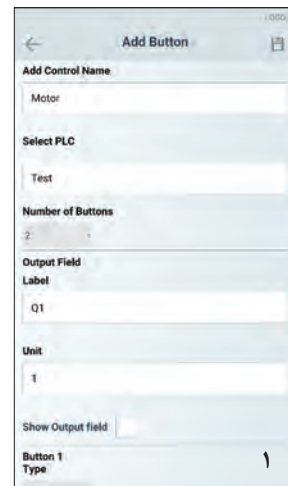 Add Button
Add Control Name
Motor
Select PLC
Test
Number of Buttons
2
Output Field
Label
Q1
Unit
1
Show Output field
Button 1
Type
۱